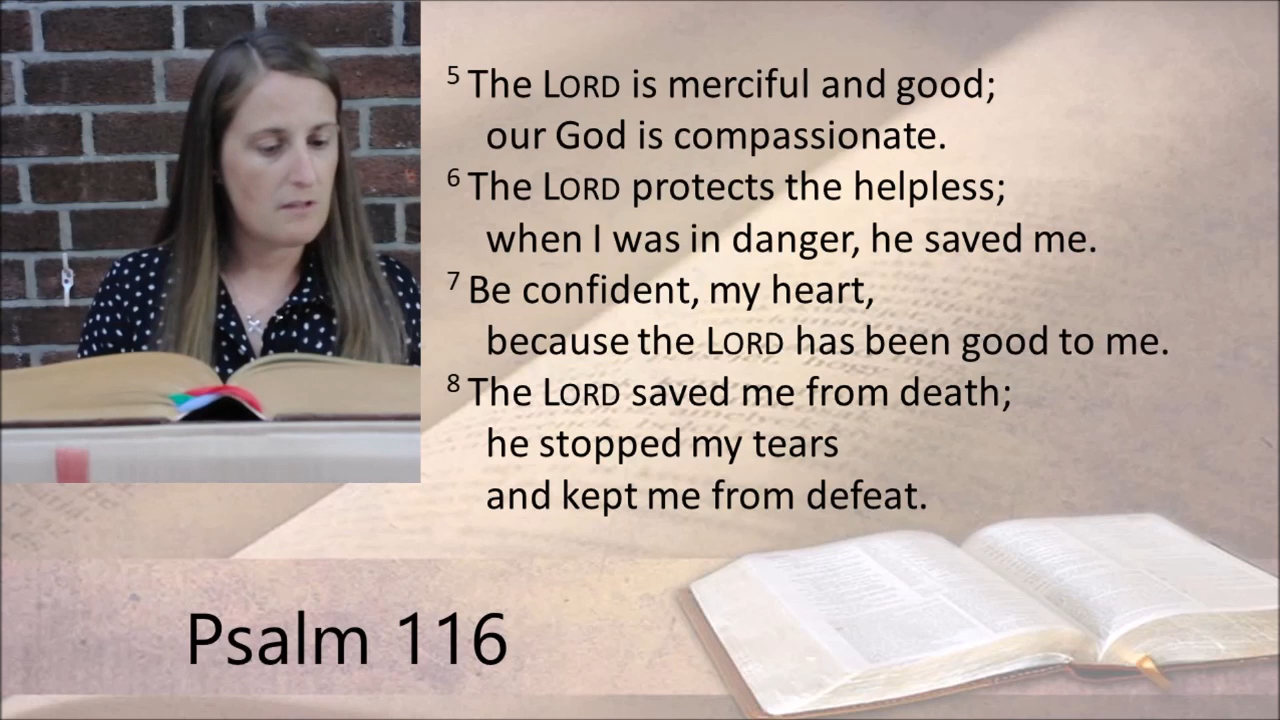 5 The LORD is merciful and good;
our God is compassionate.
6 The LORD protects the helpless;
when I was in danger, he saved me.
7 Be confident, my heart,
because the LORD has been good to me.
8 The LORD saved me from death;
he stopped my tears
and kept me from defeat.
Psalm 116